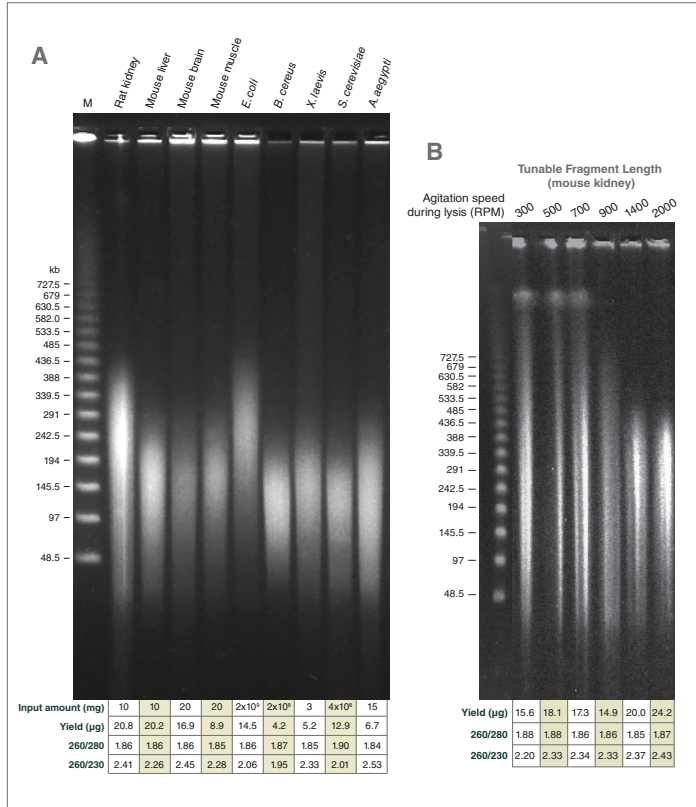 A
M
Rat kidney
Mouse liver
Mouse brain
Mouse muscle
E. coli
B. cereus
X. laevis
S. cerevisiae
A. aegypti
kb
727.5
679
630.5
582.0
533.5
485
436.5
388
339.5
291
242.5
194
145.5
97
48.5
Input amount (mg) 10 10 20 20 2x10⁹ 2x10⁸ 3 4x10⁸ 15
Yield (µg) 20.8 20.2 16.9 8.9 14.5 4.2 5.2 12.9 6.7
260/280 1.86 1.86 1.86 1.85 1.86 1.87 1.85 1.90 1.84
260/230 2.41 2.26 2.45 2.28 2.06 1.95 2.33 2.01 2.53
B
Tunable Fragment Length
(mouse kidney)
Agitation speed
during lysis (RPM)
300 500 700 900 1400 2000
727.5
679
630.5
582
533.5
485
436.5
388
339.5
291
242.5
194
145.5
97
48.5
Yield (µg) 15.6 18.1 17.3 14.9 20.0 24.2
260/280 1.88 1.88 1.86 1.86 1.85 1.87
260/230 2.20 2.33 2.34 2.33 2.37 2.43